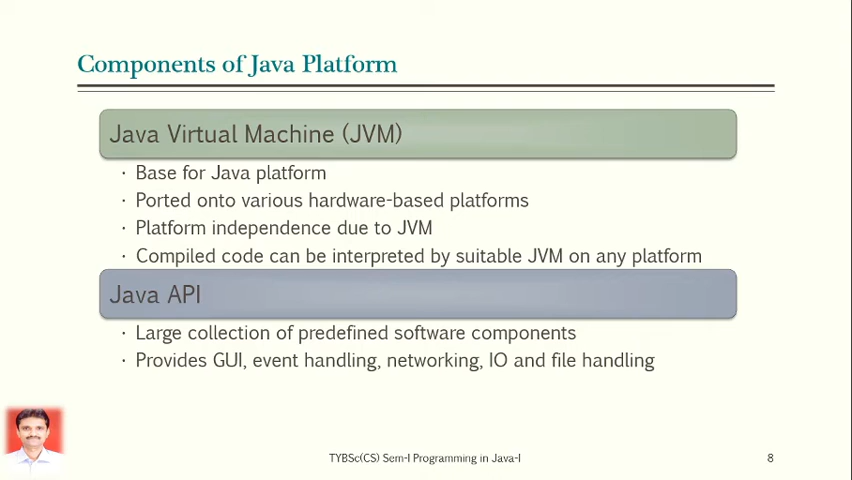 Components of Java Platform
Java Virtual Machine (JVM)
· Base for Java platform
· Ported onto various hardware-based platforms
· Platform independence due to JVM
· Compiled code can be interpreted by suitable JVM on any platform
Java API
· Large collection of predefined software components
· Provides GUI, event handling, networking, IO and file handling
TYBSc(CS) Sem-I Programming in Java-I
8